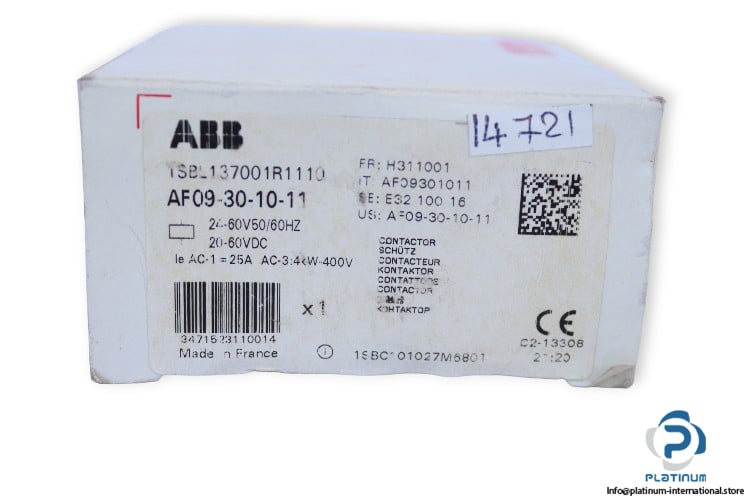 ABB
14721
1SBL137001R1110
AF09-30-10-11
24-60V50/60HZ
20-60VDC
Ie AC-1=25A AC-3:4kW-400V
FR: H311001
IT: AF09301011
SE: E32 100 16
US: AF09-30-10-11
CONTACTOR
SCHÜTZ
CONTACTEUR
KONTAKTOR
CONTATTORE
CONTACTOR
КОНТАКТОР
x1
3471523110014
Made in France
1SBC101027M6801
CE
C2-13308
PLATINUM
Info@platinum-international.store